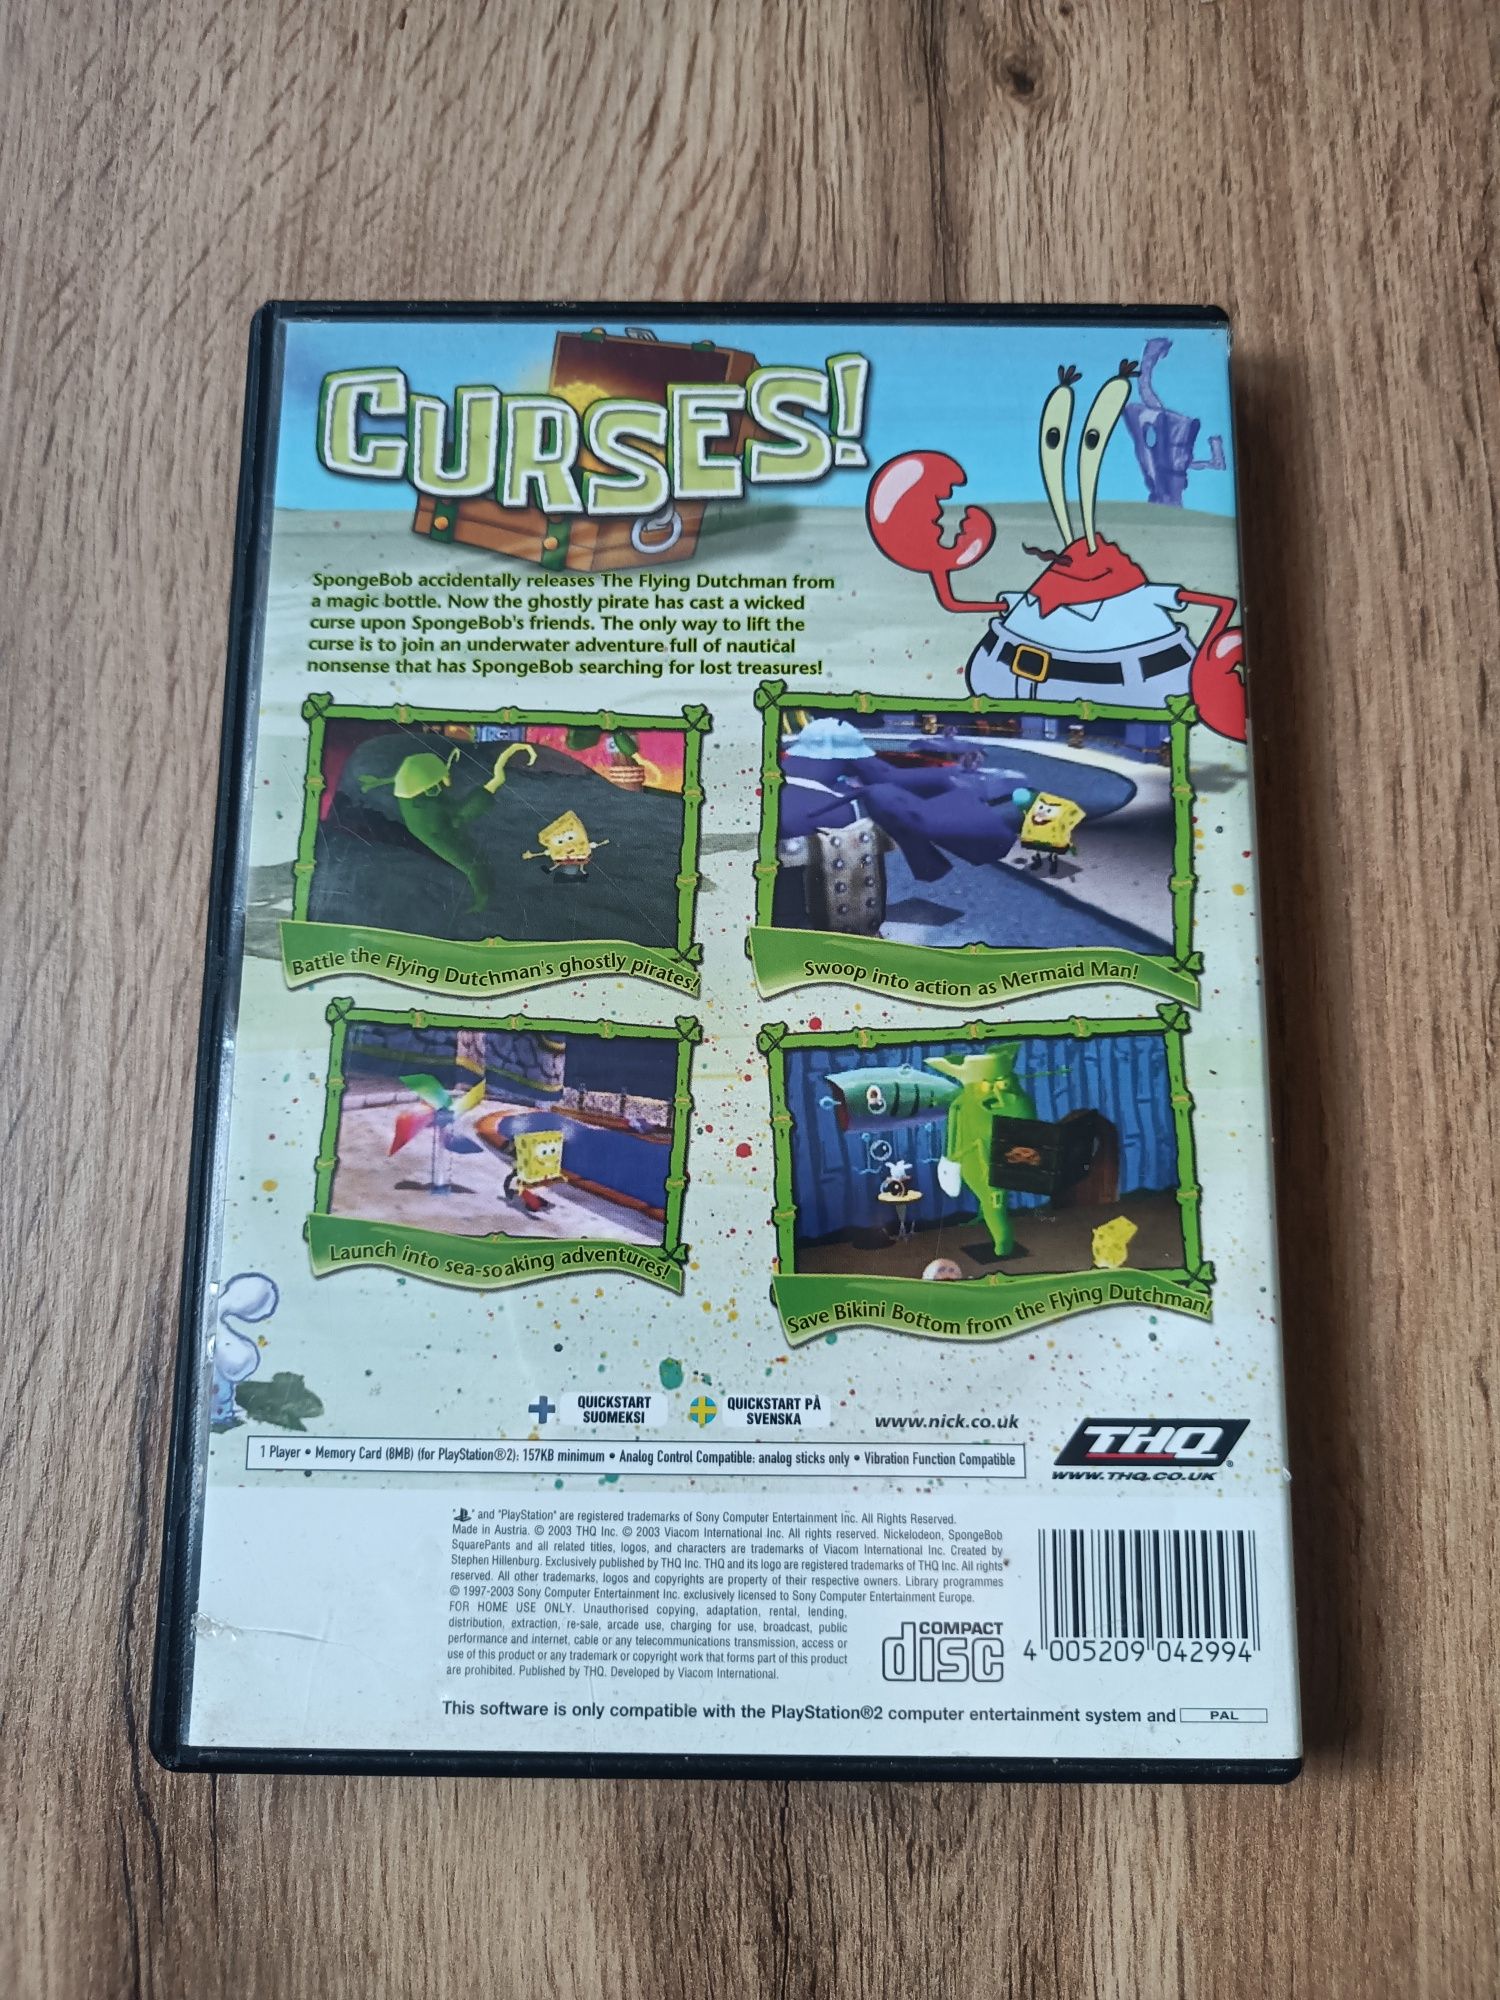 CURSES!
SpongeBob accidentally releases The Flying Dutchman from
a magic bottle. Now the ghostly pirate has cast a wicked
curse upon SpongeBob's friends. The only way to lift the
curse is to join an underwater adventure full of nautical
nonsense that has SpongeBob searching for lost treasures!
Battle the Flying Dutchman's ghostly pirates!
Swoop into action as Mermaid Man!
Launch into sea-soaking adventures!
Save Bikini Bottom from the Flying Dutchman!
QUICKSTART
SUOMEKSI
QUICKSTART PÅ
SVENSKA
www.nick.co.uk
THQ
WWW.THQ.CO.UK
1 Player • Memory Card (8MB) (for PlayStation®2): 157KB minimum • Analog Control Compatible: analog sticks only • Vibration Function Compatible
" " and "PlayStation" are registered trademarks of Sony Computer Entertainment Inc. All Rights Reserved.
Made in Austria. © 2003 THQ Inc. © 2003 Viacom International Inc. All rights reserved. Nickelodeon, SpongeBob
SquarePants and all related titles, logos, and characters are trademarks of Viacom International Inc. Created by
Stephen Hillenburg. Exclusively published by THQ Inc. THQ and its logo are registered trademarks of THQ Inc. All rights
reserved. All other trademarks, logos and copyrights are property of their respective owners. Library programmes
© 1997-2003 Sony Computer Entertainment Inc. exclusively licensed to Sony Computer Entertainment Europe.
FOR HOME USE ONLY. Unauthorised copying, adaptation, rental, lending,
distribution, extraction, re-sale, arcade use, charging for use, broadcast, public
performance and internet, cable or any telecommunications transmission, access or
use of this product or any trademark or copyright work that forms part of this product
are prohibited. Published by THQ. Developed by Viacom International.
COMPACT
disc
4 005209 042994
This software is only compatible with the PlayStation®2 computer entertainment system and PAL